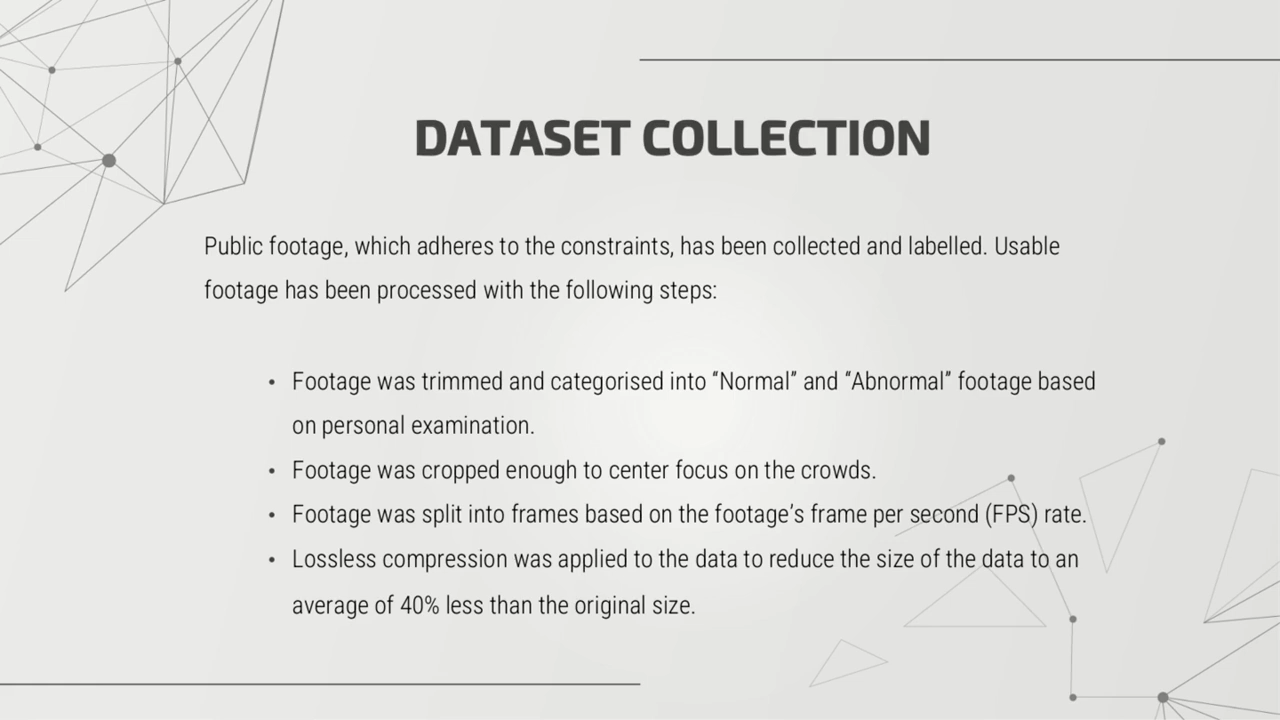 DATASET COLLECTION
Public footage, which adheres to the constraints, has been collected and labelled. Usable
footage has been processed with the following steps:
• Footage was trimmed and categorised into “Normal” and “Abnormal” footage based
on personal examination.
• Footage was cropped enough to center focus on the crowds.
• Footage was split into frames based on the footage’s frame per second (FPS) rate.
• Lossless compression was applied to the data to reduce the size of the data to an
average of 40% less than the original size.